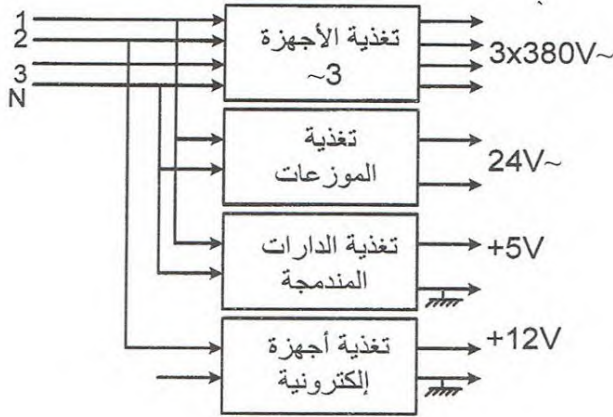 1
2
3
N
تغذية الأجهزة
3~
3x380V~
تغذية
الموزعات
24V~
تغذية الدارات
المندمجة
+5V
تغذية أجهزة
إلكترونية
+12V